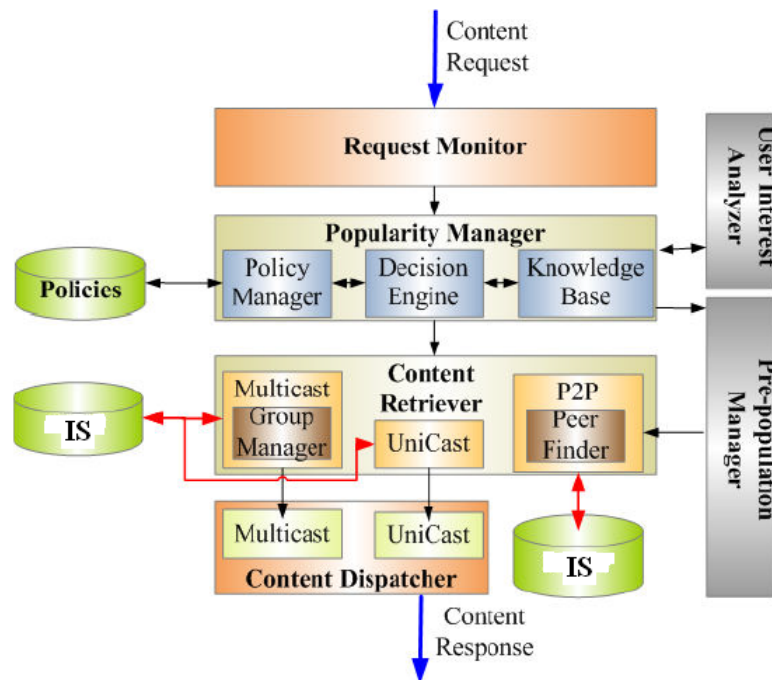 Content
Request
Request Monitor
User Interest
Analyzer
Popularity Manager
Policies
Policy
Manager
Decision
Engine
Knowledge
Base
Pre-population
Manager
IS
Multicast
Group
Manager
Content
Retriever
UniCast
P2P
Peer
Finder
Multicast
UniCast
Content Dispatcher
IS
Content
Response